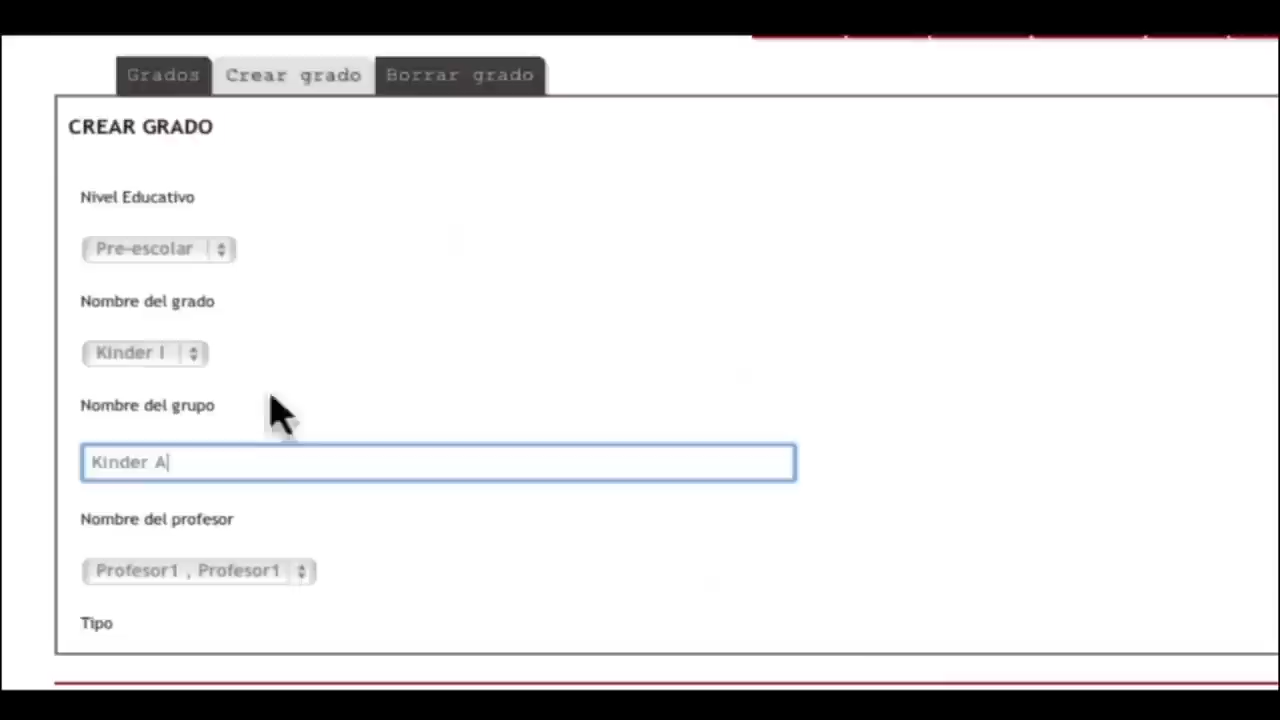 Grados Crear grado Borrar grado
CREAR GRADO
Nivel Educativo
Pre-escolar
Nombre del grado
Kinder I
Nombre del grupo
Kinder A
Nombre del profesor
Profesor1 , Profesor1
Tipo